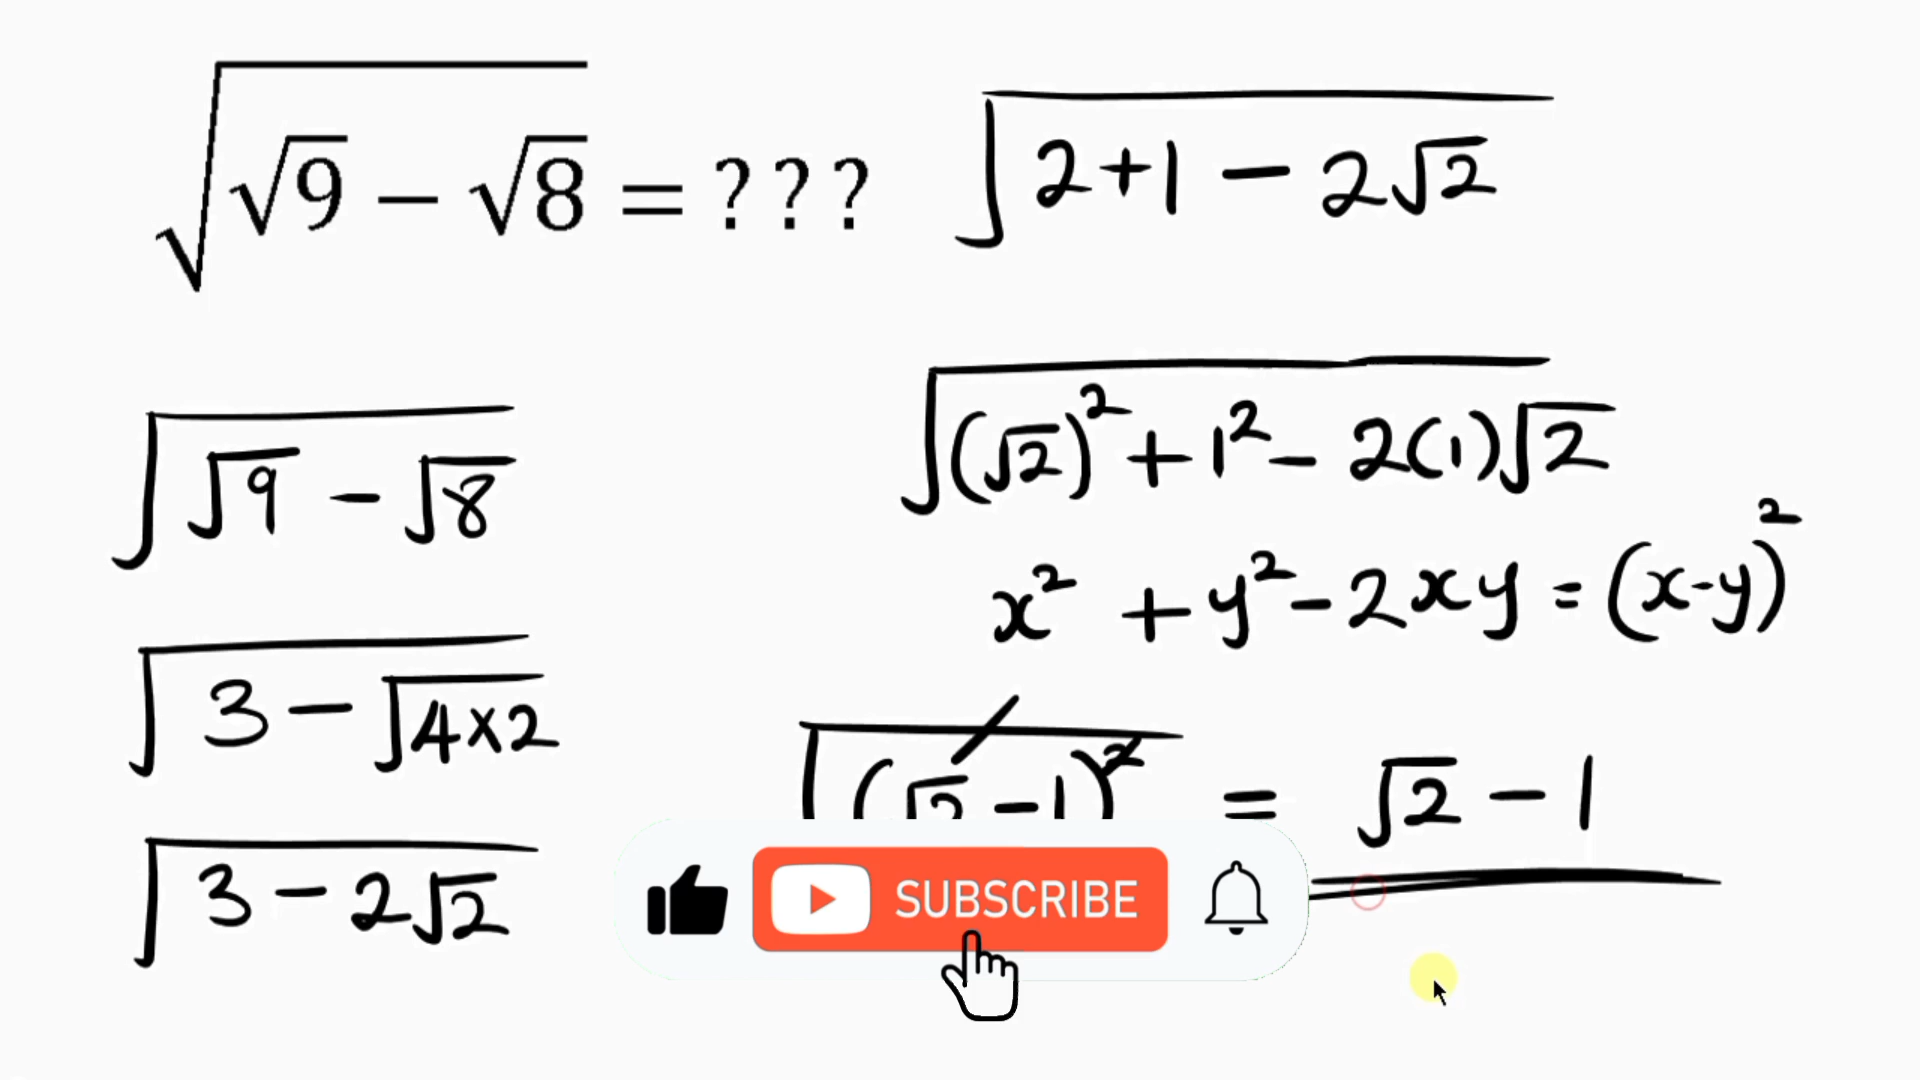 √(√9 − √8) = ???
√(√9 − √8)
√(3 − √(4×2))
√(3 − 2√2)
√(2+1 − 2√2)
√((√2)² + 1² − 2(1)√2)
x² + y² − 2xy = (x-y)²
√((√2 − 1)²) = √2 − 1
SUBSCRIBE